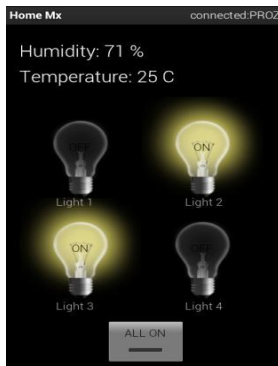 Home Mx connected:PROZ
Humidity: 71 %
Temperature: 25 C
OFF "ON"
Light 1 Light 2
"ON" OFF
Light 3 Light 4
ALL ON